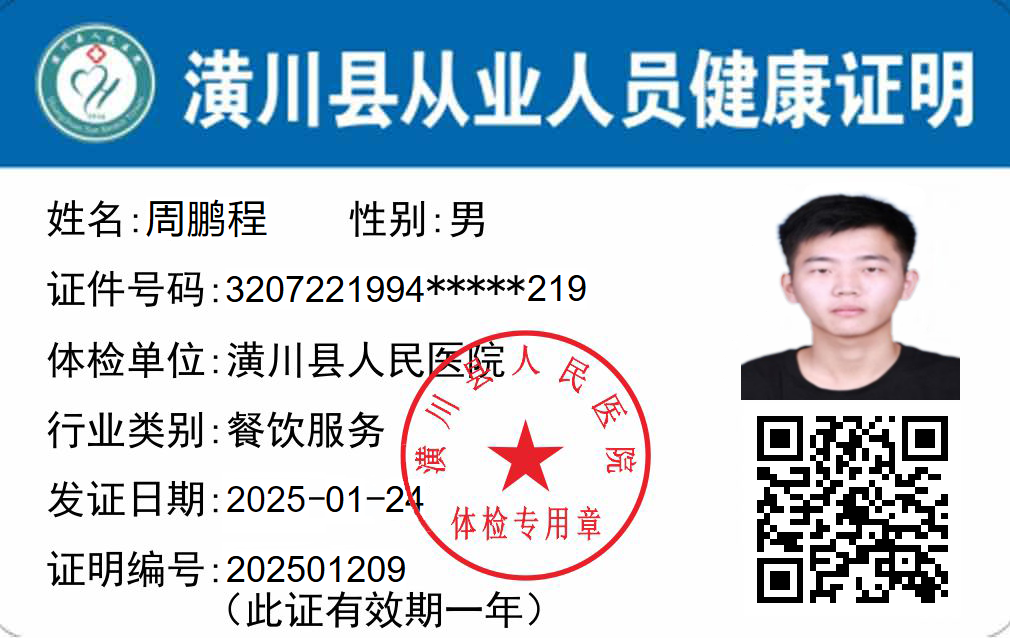 潢川县从业人员健康证明
姓名:周鹏程 性别:男
证件号码:3207221994*****219
体检单位:潢川县人民医院
行业类别:餐饮服务
发证日期:2025-01-24
证明编号:202501209
(此证有效期一年)
潢川县人民医院
体检专用章